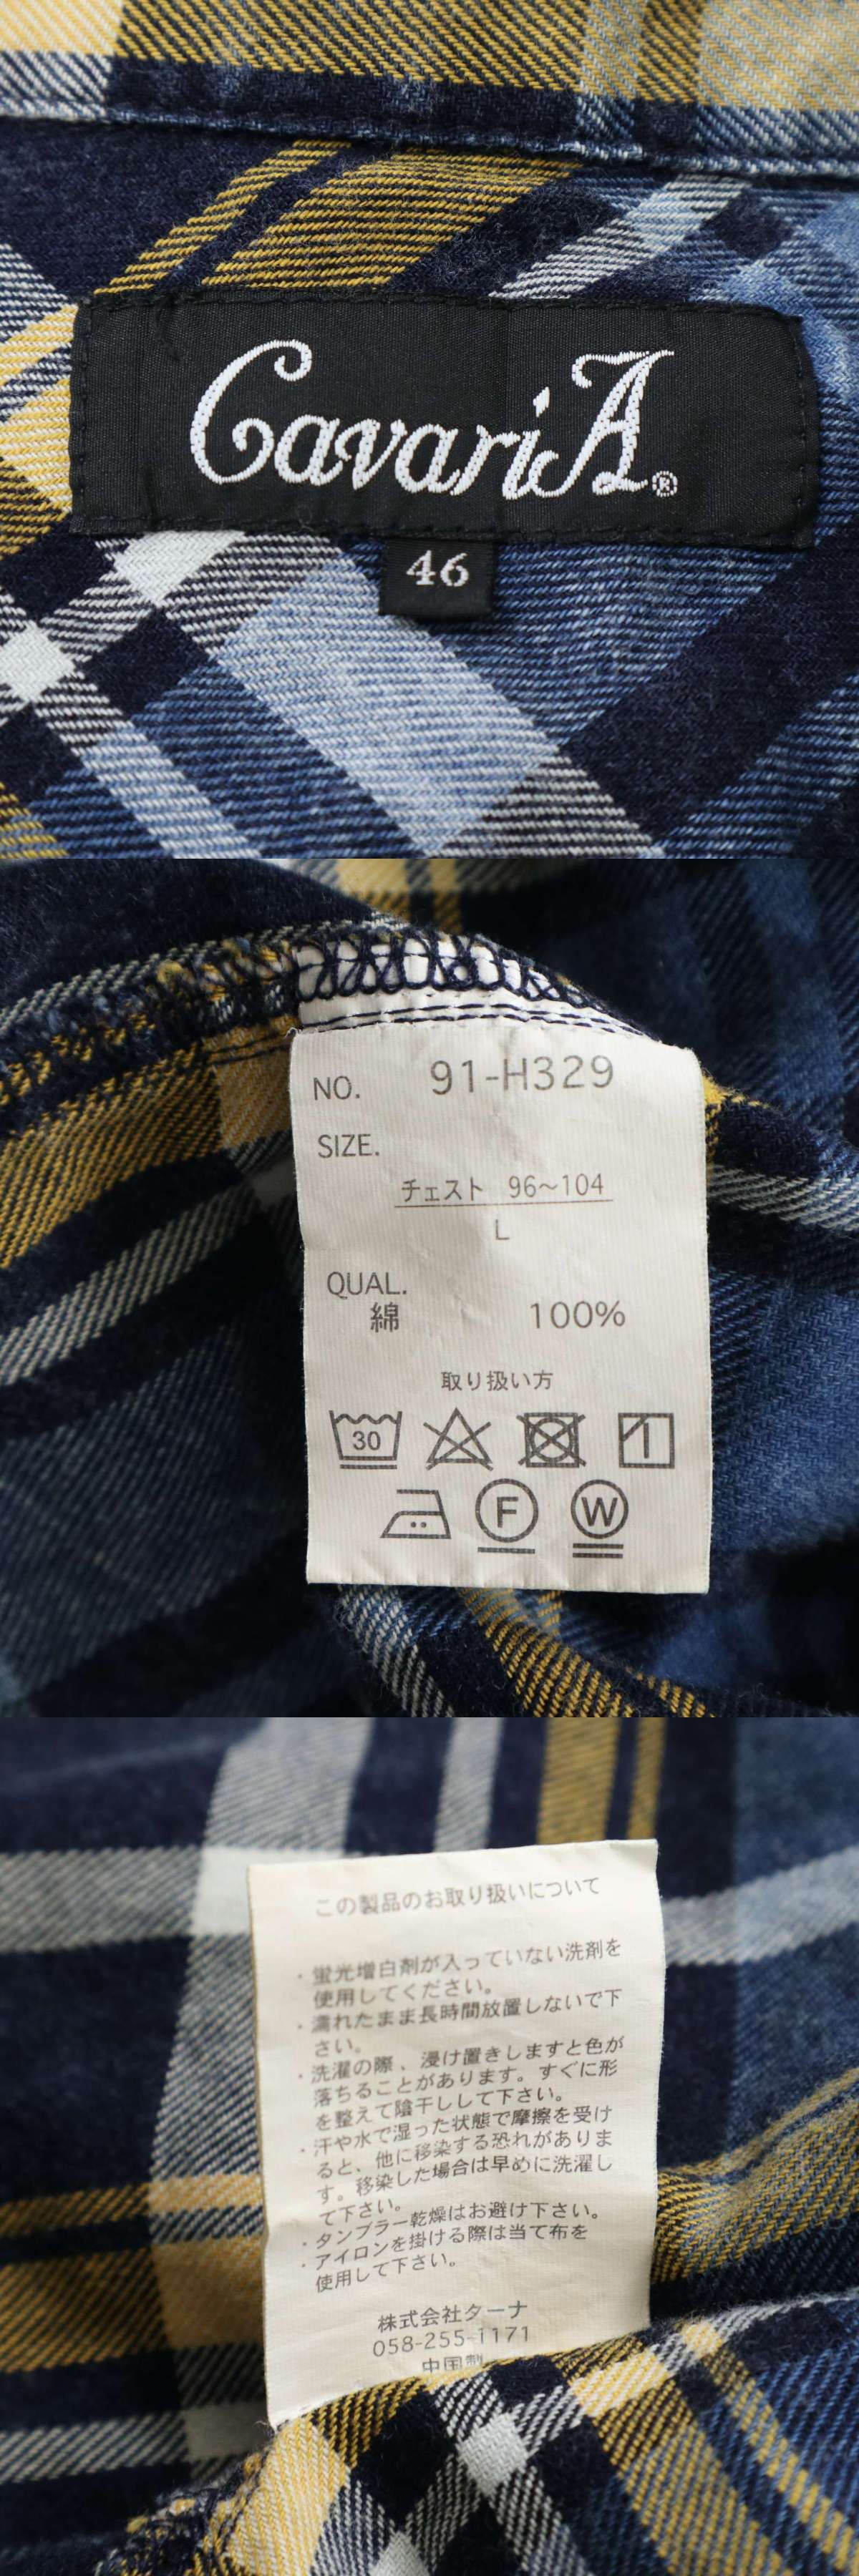 CavariA®
46
NO. 91-H329
SIZE.
チェスト 96~104
L
QUAL.
綿 100%
取り扱い方
30
F W
この製品のお取り扱いについて
・蛍光増白剤が入っていない洗剤を
使用してください。
・濡れたまま長時間放置しないで下
さい。
・洗濯の際、浸け置きしますと色が
落ちることがあります。すぐに形
を整えて陰干しして下さい。
・汗や水で湿った状態で摩擦を受け
ると、他に移染する恐れがありま
す。移染した場合は早めに洗濯し
て下さい。
・タンブラー乾燥はお避け下さい。
・アイロンを掛ける際は当て布を
使用して下さい。
株式会社ターナ
058-255-1171
中国製